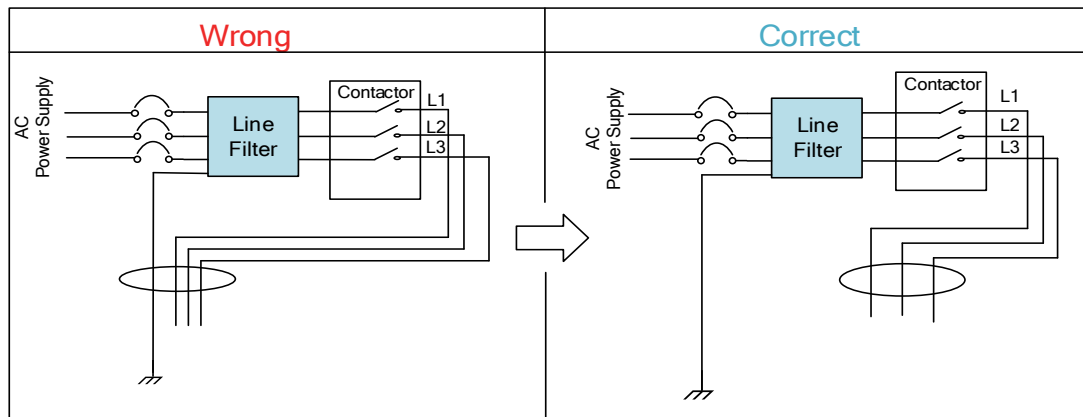 Wrong
Correct
AC
Power Supply
Line
Filter
Contactor
L1
L2
L3
AC
Power Supply
Line
Filter
Contactor
L1
L2
L3